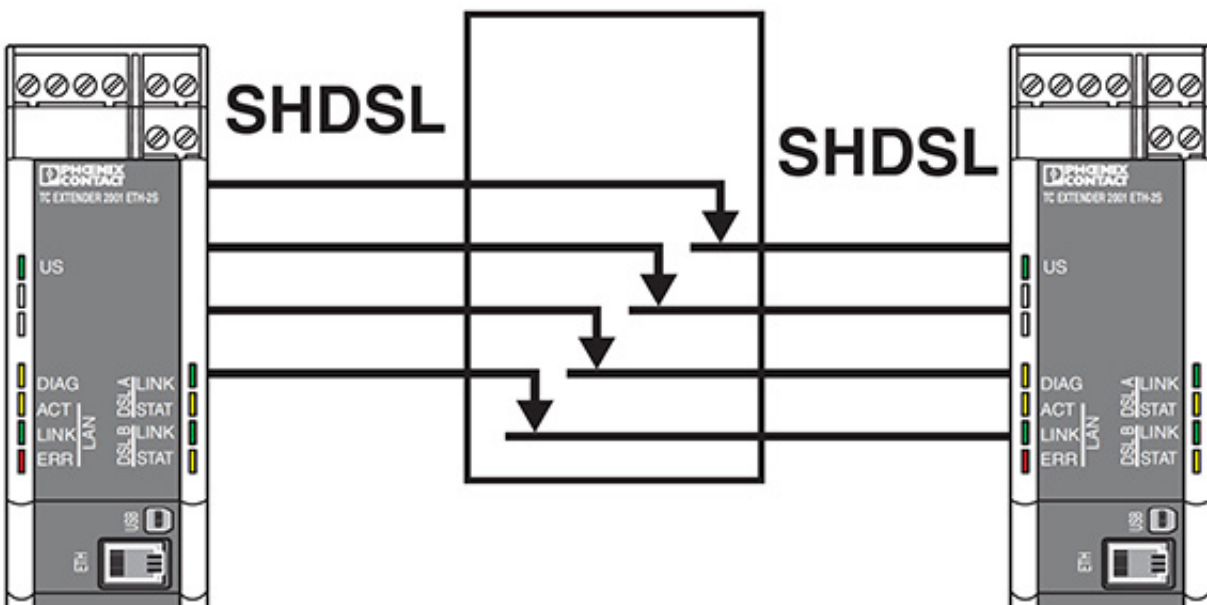 SHDSL
SHDSL
PHŒNIX
CONTACT
TC EXTENDER 2001 ETH-2S
US
DIAG
ACT
LINK
ERR
LAN
DSL A
LINK
STAT
DSL B
LINK
STAT
USB
ETH
PHŒNIX
CONTACT
TC EXTENDER 2001 ETH-2S
US
DIAG
ACT
LINK
ERR
LAN
DSL A
LINK
STAT
DSL B
LINK
STAT
USB
ETH